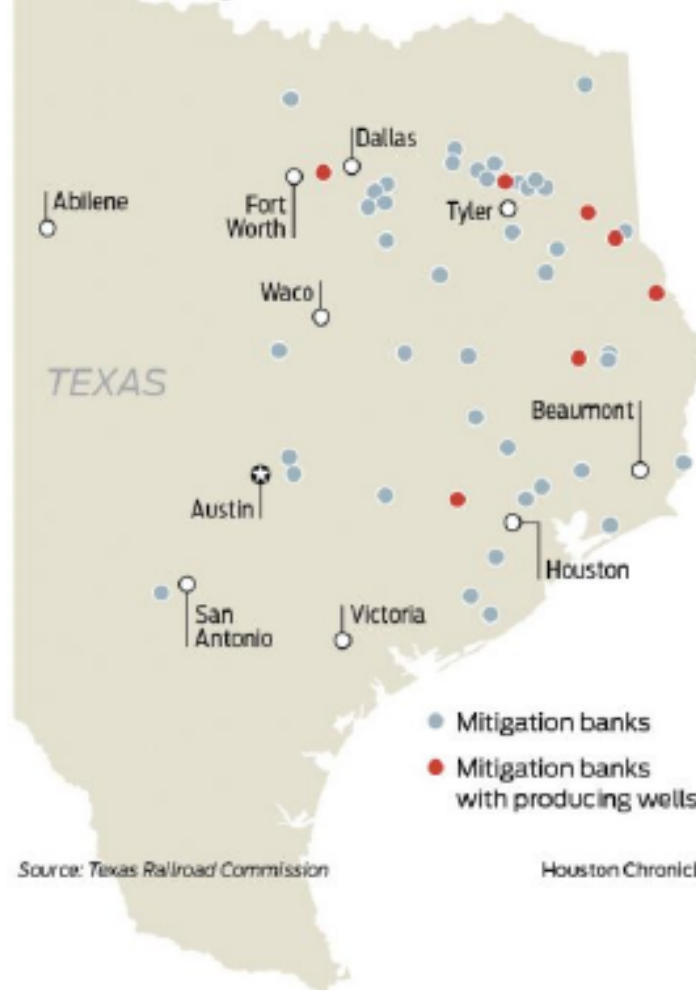 Dallas
Abilene
Fort
Worth
Tyler
Waco
TEXAS
Beaumont
Austin
Houston
San
Antonio
Victoria
Mitigation banks
Mitigation banks
with producing wells
Source: Texas Railroad Commission
Houston Chronicl